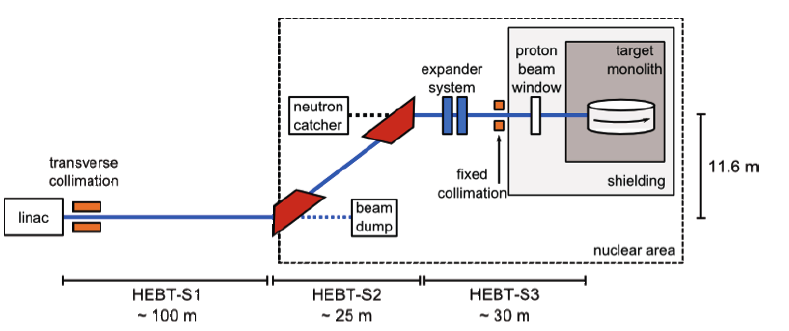 proton
beam
window
target
monolith
expander
system
neutron
catcher
transverse
collimation
fixed
collimation
shielding
11.6 m
linac
beam
dump
nuclear area
HEBT-S1
~ 100 m
HEBT-S2
~ 25 m
HEBT-S3
~ 30 m